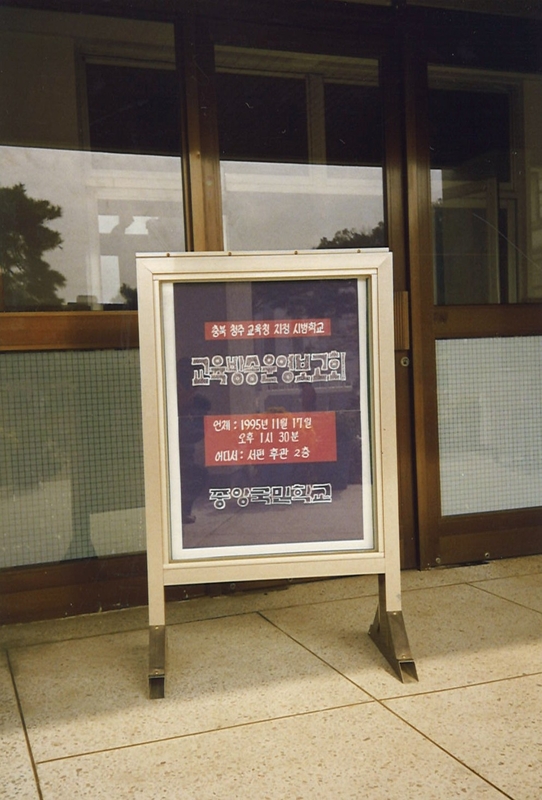 충북 청주 교육청 지정 시범학교
교육방송운영보고회
언제 : 1995년 11월 17일
오후 1시 30분
어디서 : 서편 후관 2층
중앙국민학교